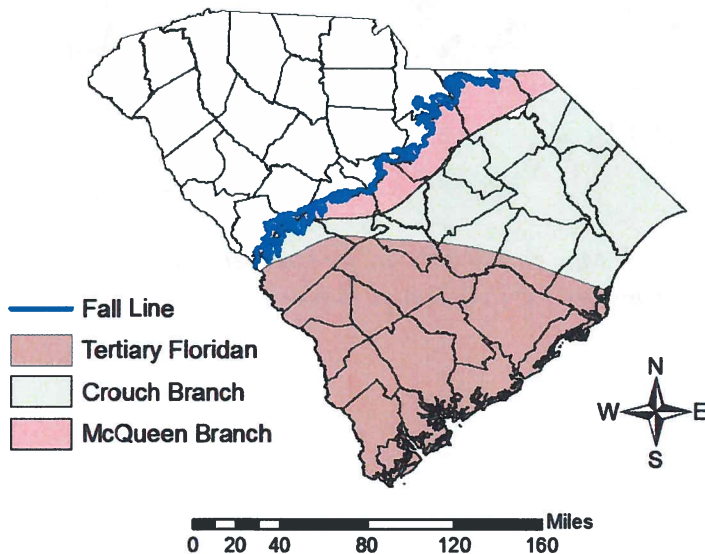 Fall Line
Tertiary Floridan
Crouch Branch
McQueen Branch
N
W E
S
Miles
0 20 40 80 120 160